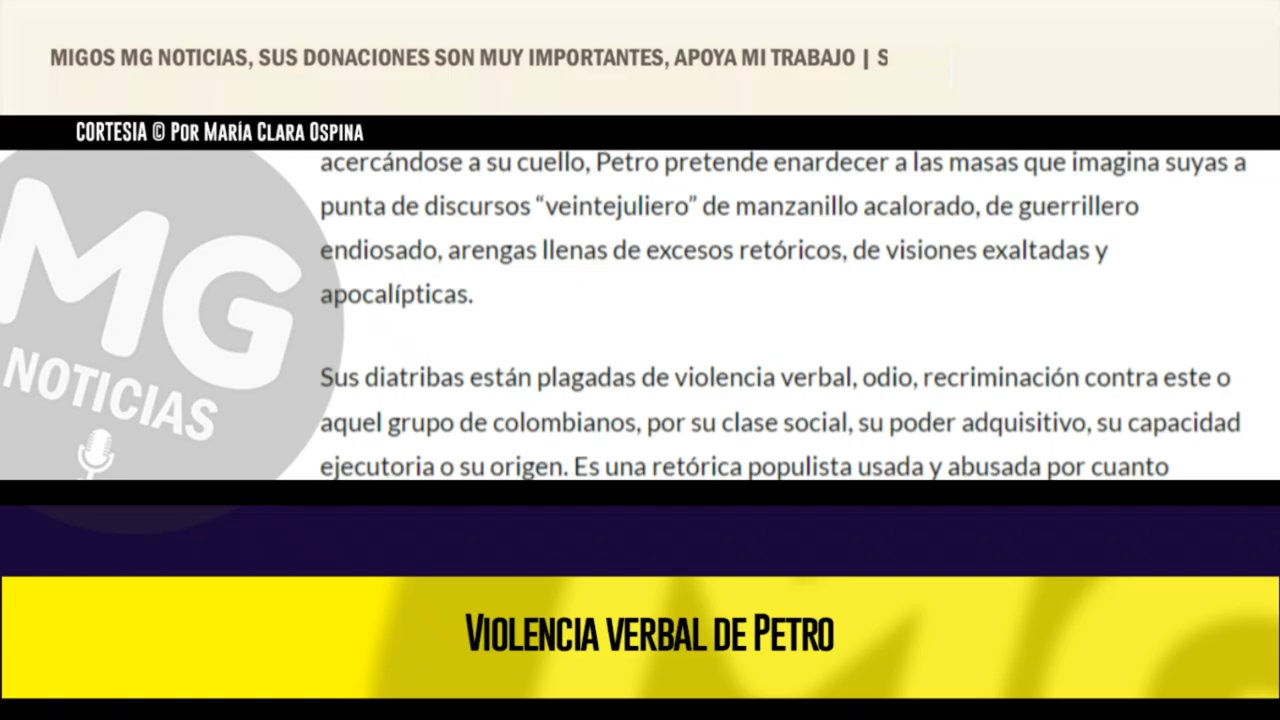 MIGOS MG NOTICIAS, SUS DONACIONES SON MUY IMPORTANTES, APOYA MI TRABAJO | S
CORTESIA © POR MARÍA CLARA OSPINA
acercándose a su cuello, Petro pretende enardecer a las masas que imagina suyas a
punta de discursos “veintejuliero” de manzanillo acalorado, de guerrillero
endiosado, arengas llenas de excesos retóricos, de visiones exaltadas y
apocalípticas.
Sus diatribas están plagadas de violencia verbal, odio, recriminación contra este o
aquel grupo de colombianos, por su clase social, su poder adquisitivo, su capacidad
ejecutoria o su origen. Es una retórica populista usada y abusada por cuanto
MG
NOTICIAS
VIOLENCIA VERBAL DE PETRO